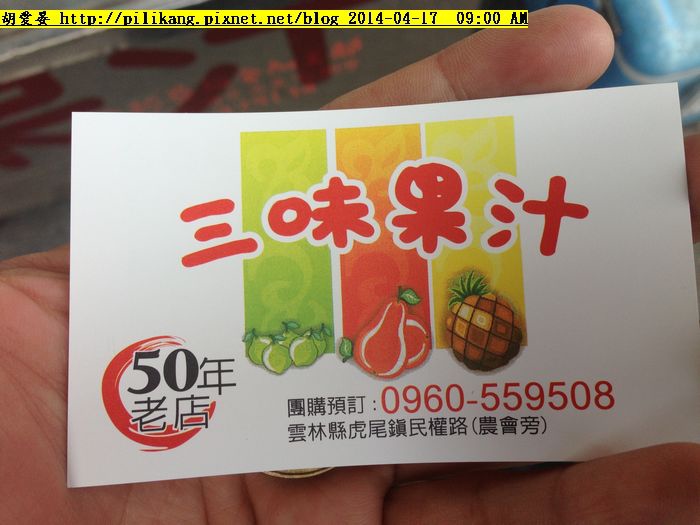 胡愛晏 http://pilikang.pixnet.net/blog 2014-04-17 09:00 AM
三味果汁
50年
老店
團購預訂:0960-559508
雲林縣虎尾鎮民權路(農會旁)